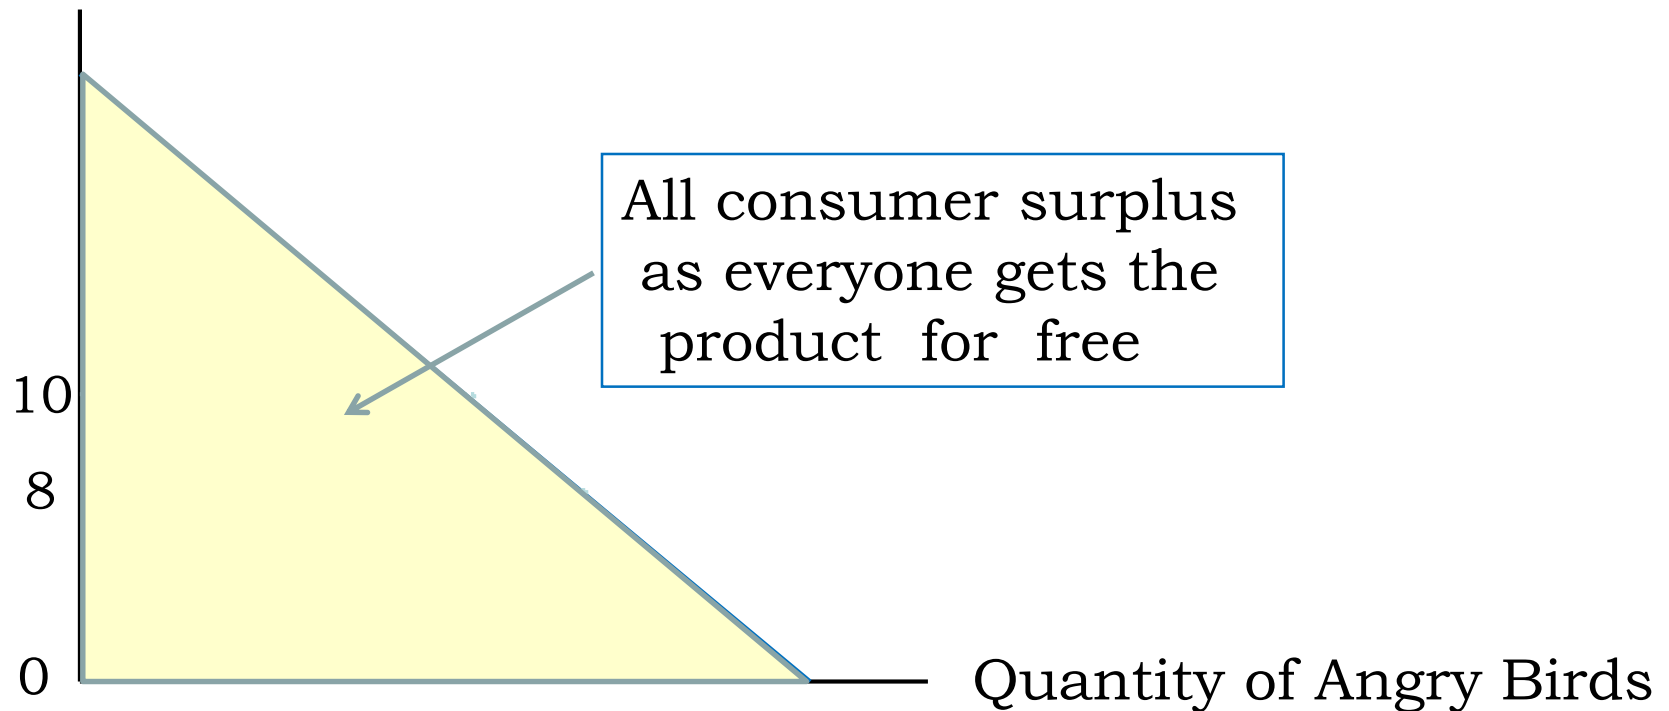 All consumer surplus
as everyone gets the
product for free
10
8
0
Quantity of Angry Birds